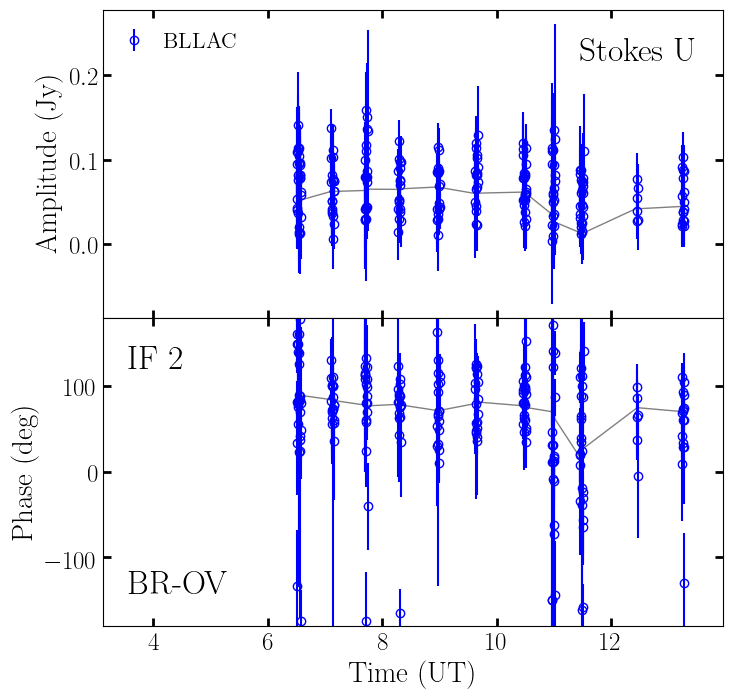 BLLAC
Stokes U
0.2
0.1
0.0
Amplitude (Jy)
IF 2
100
0
−100
Phase (deg)
BR-OV
4 6 8 10 12
Time (UT)